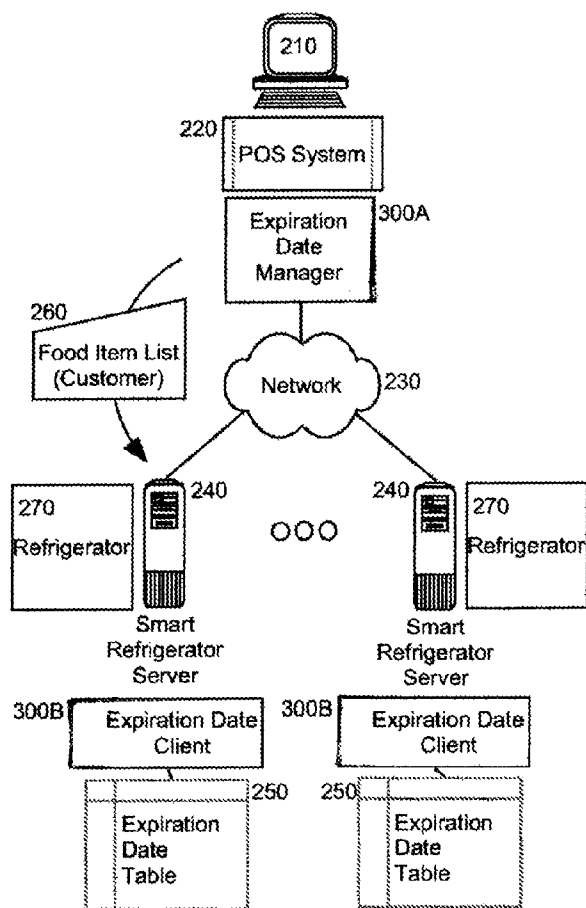 210
220
POS System
300A
Expiration
Date
Manager
260
Food Item List
(Customer)
Network
230
270
Refrigerator
240
240
270
Refrigerator
Smart
Refrigerator
Server
Smart
Refrigerator
Server
300B
Expiration Date
Client
300B
Expiration Date
Client
250
Expiration
Date
Table
250
Expiration
Date
Table